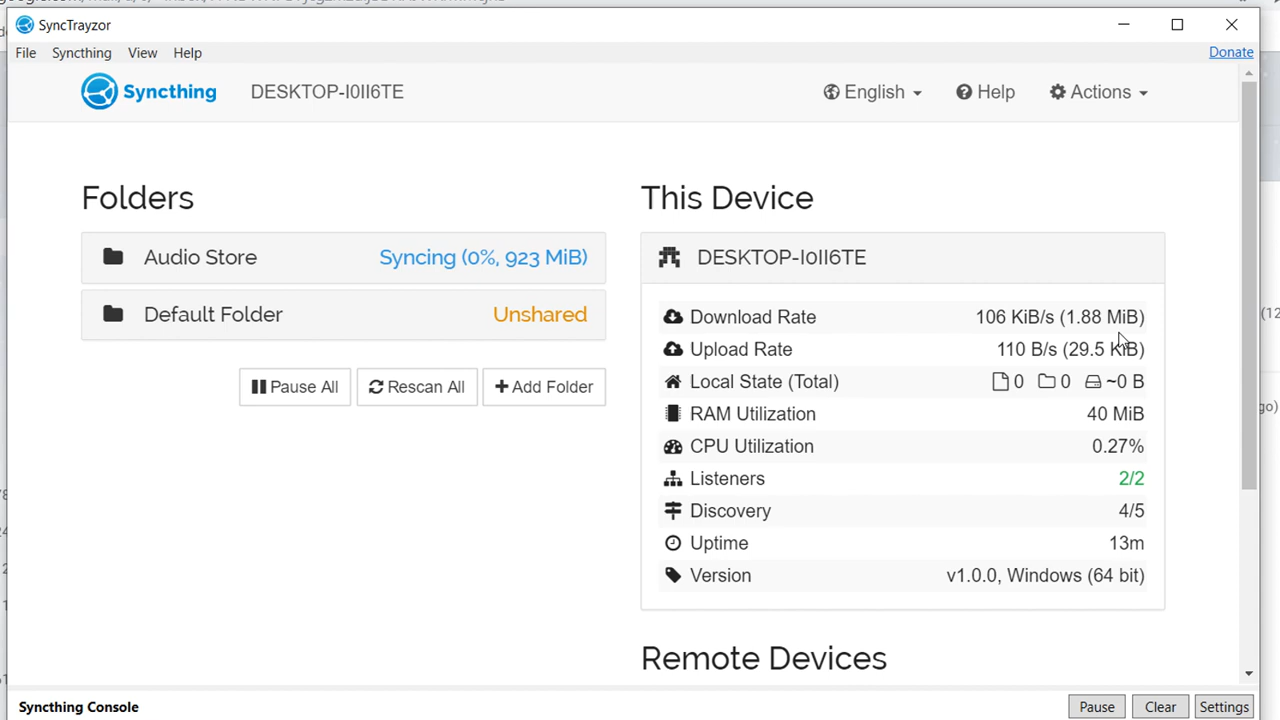 SyncTrayzor
File Syncthing View Help Donate
Syncthing DESKTOP-I0II6TE English Help Actions
Folders
Audio Store Syncing (0%, 923 MiB)
Default Folder Unshared
Pause All Rescan All Add Folder
This Device
DESKTOP-I0II6TE
Download Rate 106 KiB/s (1.88 MiB)
Upload Rate 110 B/s (29.5 KiB)
Local State (Total) 0 0 ~0 B
RAM Utilization 40 MiB
CPU Utilization 0.27%
Listeners 2/2
Discovery 4/5
Uptime 13m
Version v1.0.0, Windows (64 bit)
Remote Devices
Syncthing Console Pause Clear Settings